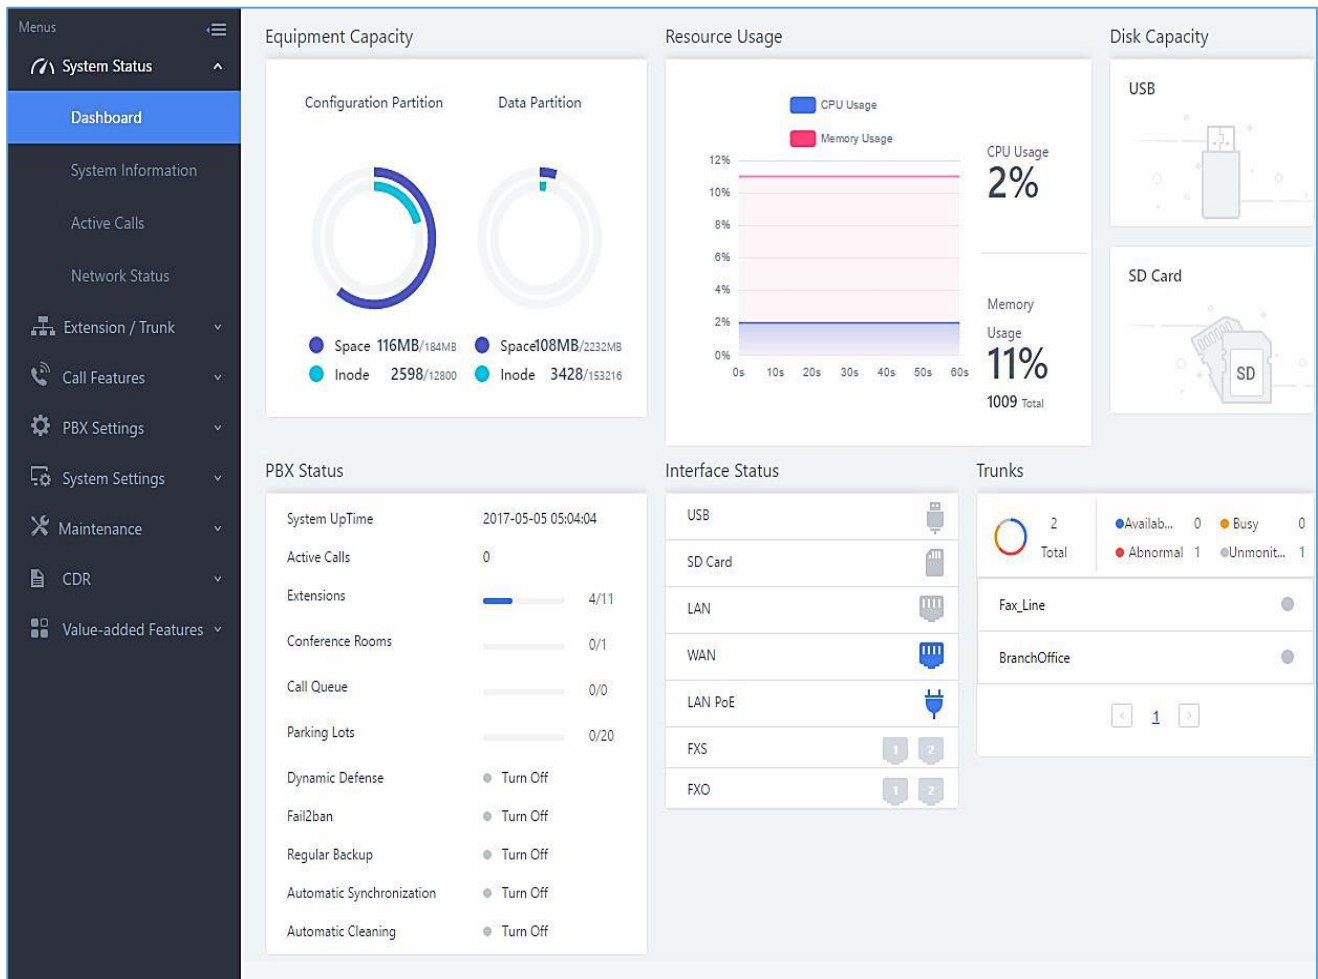 Menus
System Status
Dashboard
System Information
Active Calls
Network Status
Extension / Trunk
Call Features
PBX Settings
System Settings
Maintenance
CDR
Value-added Features
Equipment Capacity
Configuration Partition
Data Partition
Space 116MB/184MB
Space108MB/2232MB
Inode 2598/12800
Inode 3428/153216
Resource Usage
CPU Usage
Memory Usage
12%
10%
8%
6%
4%
2%
0%
0s 10s 20s 30s 40s 50s 60s
CPU Usage
2%
Memory
Usage
11%
1009 Total
Disk Capacity
USB
SD Card
SD
PBX Status
System UpTime 2017-05-05 05:04:04
Active Calls 0
Extensions 4/11
Conference Rooms 0/1
Call Queue 0/0
Parking Lots 0/20
Dynamic Defense Turn Off
Fail2ban Turn Off
Regular Backup Turn Off
Automatic Synchronization Turn Off
Automatic Cleaning Turn Off
Interface Status
USB
SD Card
LAN
WAN
LAN PoE
FXS 1 2
FXO 1 2
Trunks
2
Total
Availab... 0 Busy 0
Abnormal 1 Unmonit... 1
Fax_Line
BranchOffice
< 1 >